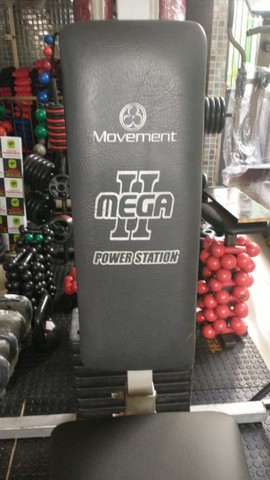 Movement
II
MEGA
POWER STATION